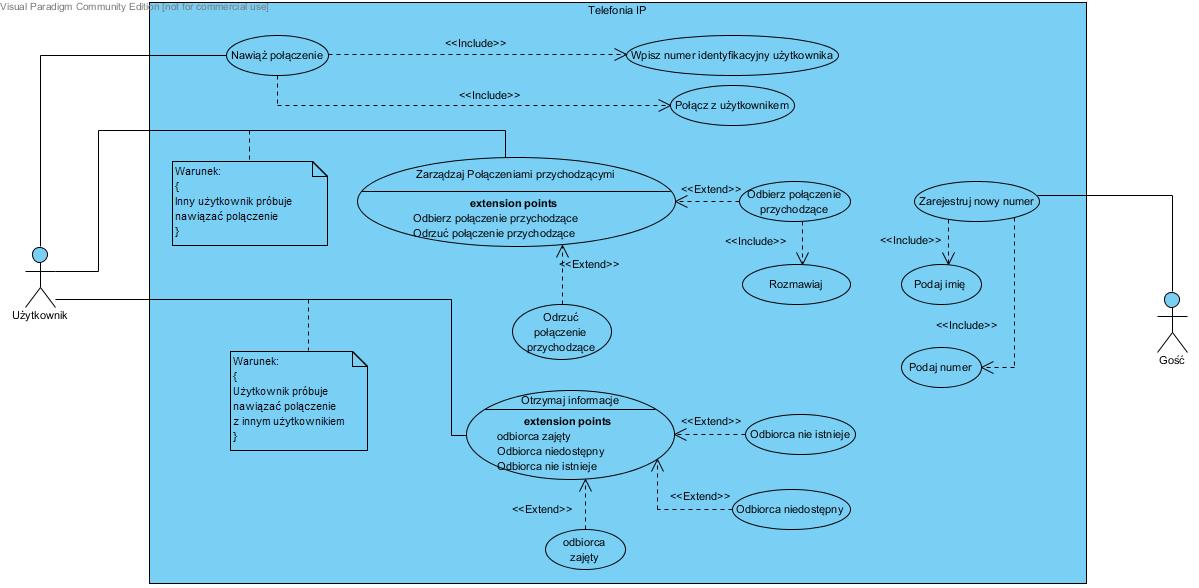 Visual Paradigm Community Edition [not for commercial use]
Telefonia IP
Nawiąż połączenie
<<Include>>
Wpisz numer identyfikacyjny użytkownika
<<Include>>
Połącz z użytkownikem
Warunek:
{
Inny użytkownik próbuje
nawiązać polączenie
}
Zarządzaj Połączeniami przychodzącymi
extension points
Odbierz połączenie przychodzące
Odrzuć połączenie przychodzące
<<Extend>>
Odbierz połączenie
przychodzące
<<Include>>
Rozmawiaj
<<Extend>>
Odrzuć
połączenie
przychodzące
Zarejestruj nowy numer
<<Include>>
Podaj imię
<<Include>>
Podaj numer
Użytkownik
Gość
Warunek:
{
Użytkownik próbuje
nawiązać polączenie
z innym użytkownikiem
}
Otrzymaj informacje
extension points
odbiorca zajęty
Odbiorca niedostępny
Odbiorca nie istnieje
<<Extend>>
Odbiorca nie istnieje
<<Extend>>
Odbiorca niedostępny
<<Extend>>
odbiorca
zajęty